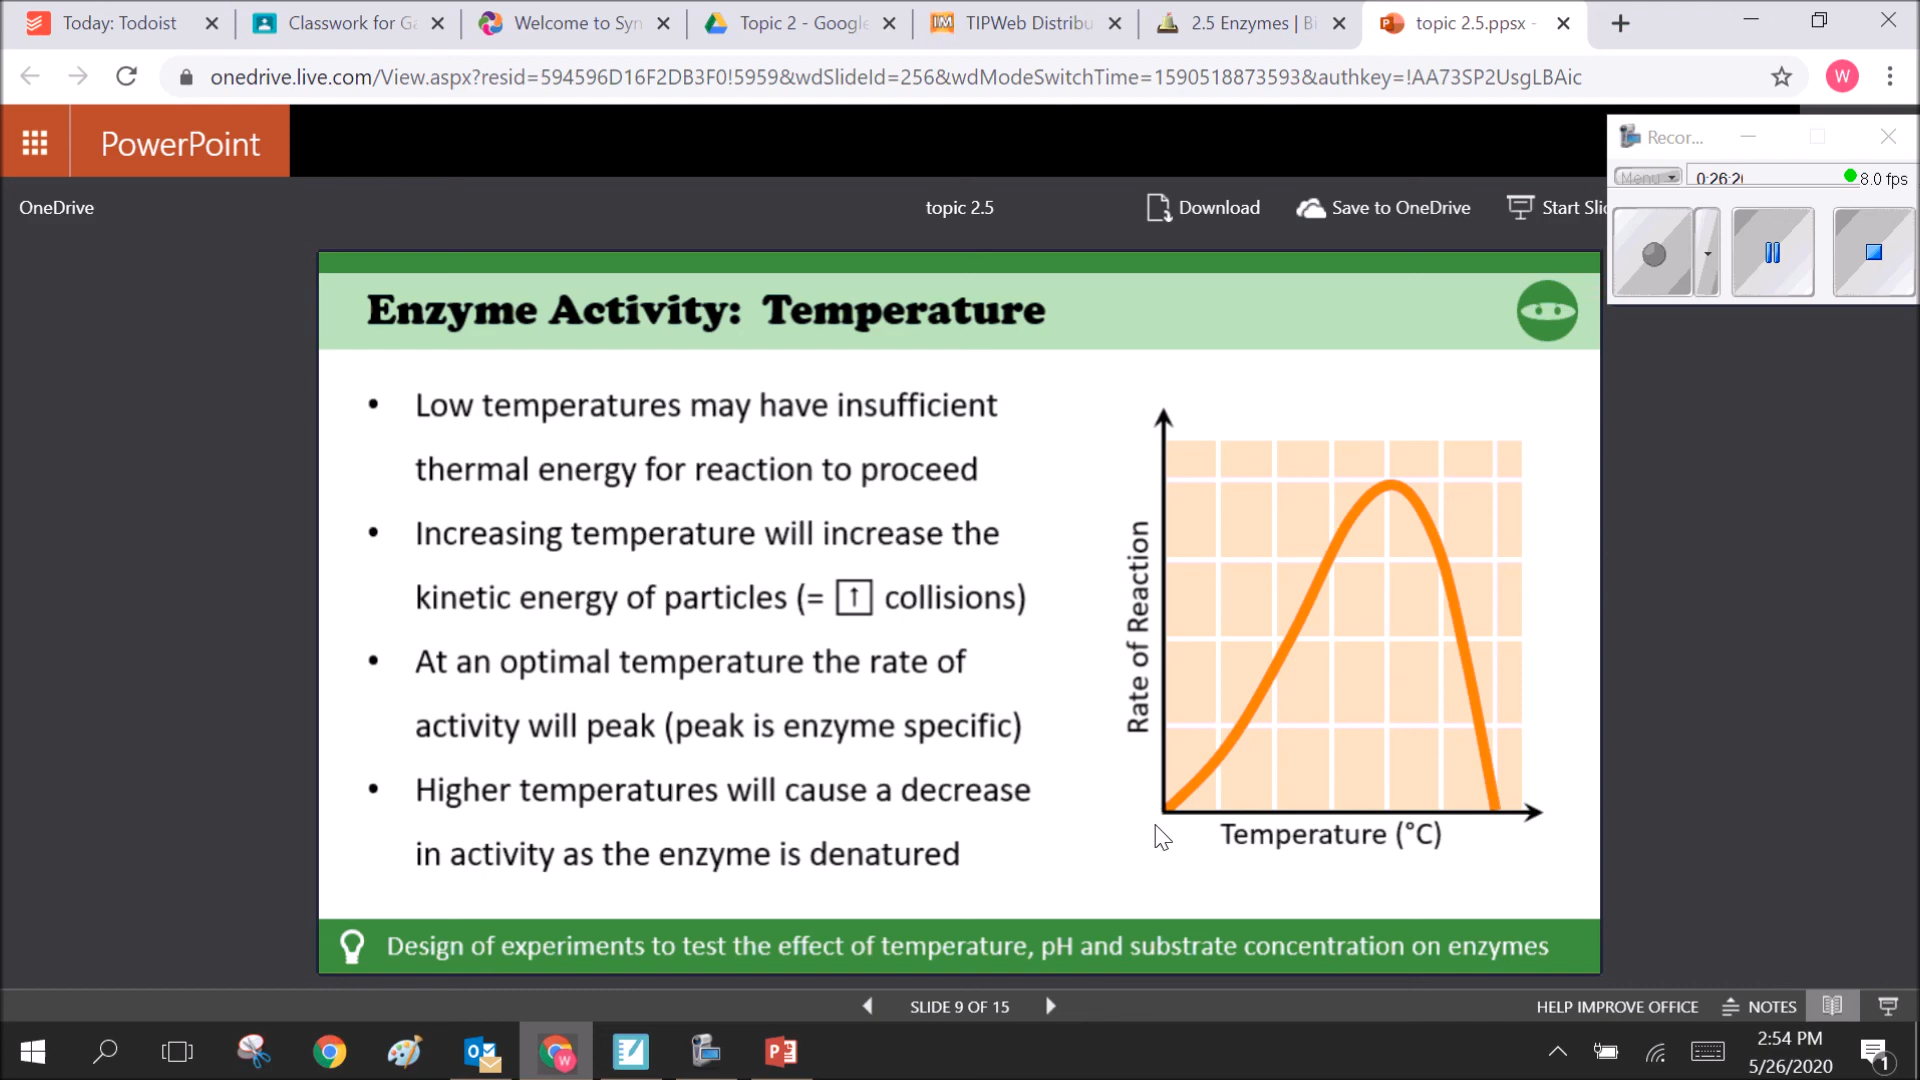 Today: Todoist
Classwork for Ga
Welcome to Syn
Topic 2 - Google
TIPWeb Distribu
2.5 Enzymes | Bi
topic 2.5.ppsx -
onedrive.live.com/View.aspx?resid=594596D16F2DB3F0!5959&wdSlideId=256&wdModeSwitchTime=1590518873593&authkey=!AA73SP2UsgLBAic
W
PowerPoint
Recor...
Menu
8.0 fps
OneDrive
topic 2.5
Download
Save to OneDrive
Start Slid
Enzyme Activity: Temperature
• Low temperatures may have insufficient
thermal energy for reaction to proceed
• Increasing temperature will increase the
kinetic energy of particles (= ↑ collisions)
• At an optimal temperature the rate of
activity will peak (peak is enzyme specific)
• Higher temperatures will cause a decrease
in activity as the enzyme is denatured
Rate of Reaction
Temperature (°C)
Design of experiments to test the effect of temperature, pH and substrate concentration on enzymes
SLIDE 9 OF 15
HELP IMPROVE OFFICE
NOTES
2:54 PM
5/26/2020
1